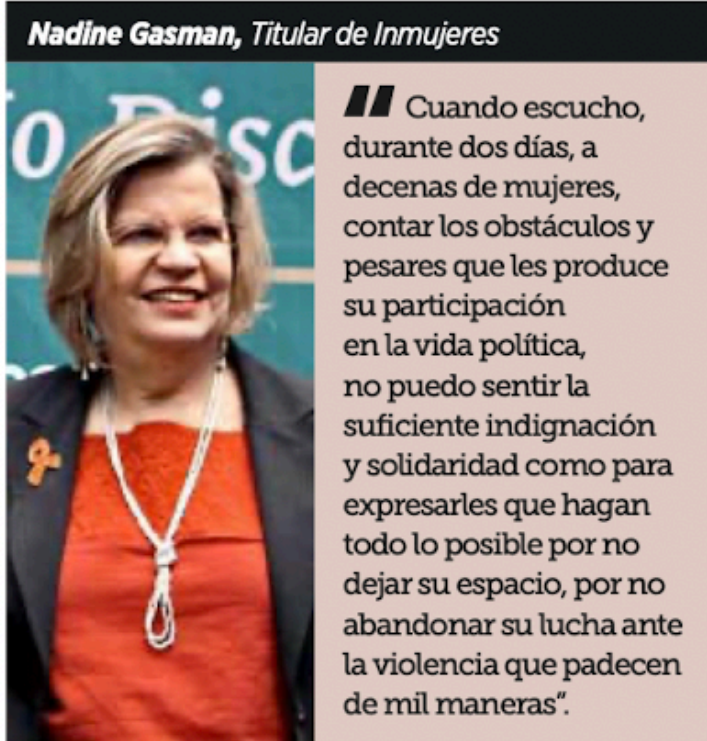 Nadine Gasman, Titular de Inmujeres
o Disc
" Cuando escucho,
durante dos días, a
decenas de mujeres,
contar los obstáculos y
pesares que les produce
su participación
en la vida política,
no puedo sentir la
suficiente indignación
y solidaridad como para
expresarles que hagan
todo lo posible por no
dejar su espacio, por no
abandonar su lucha ante
la violencia que padecen
de mil maneras”.